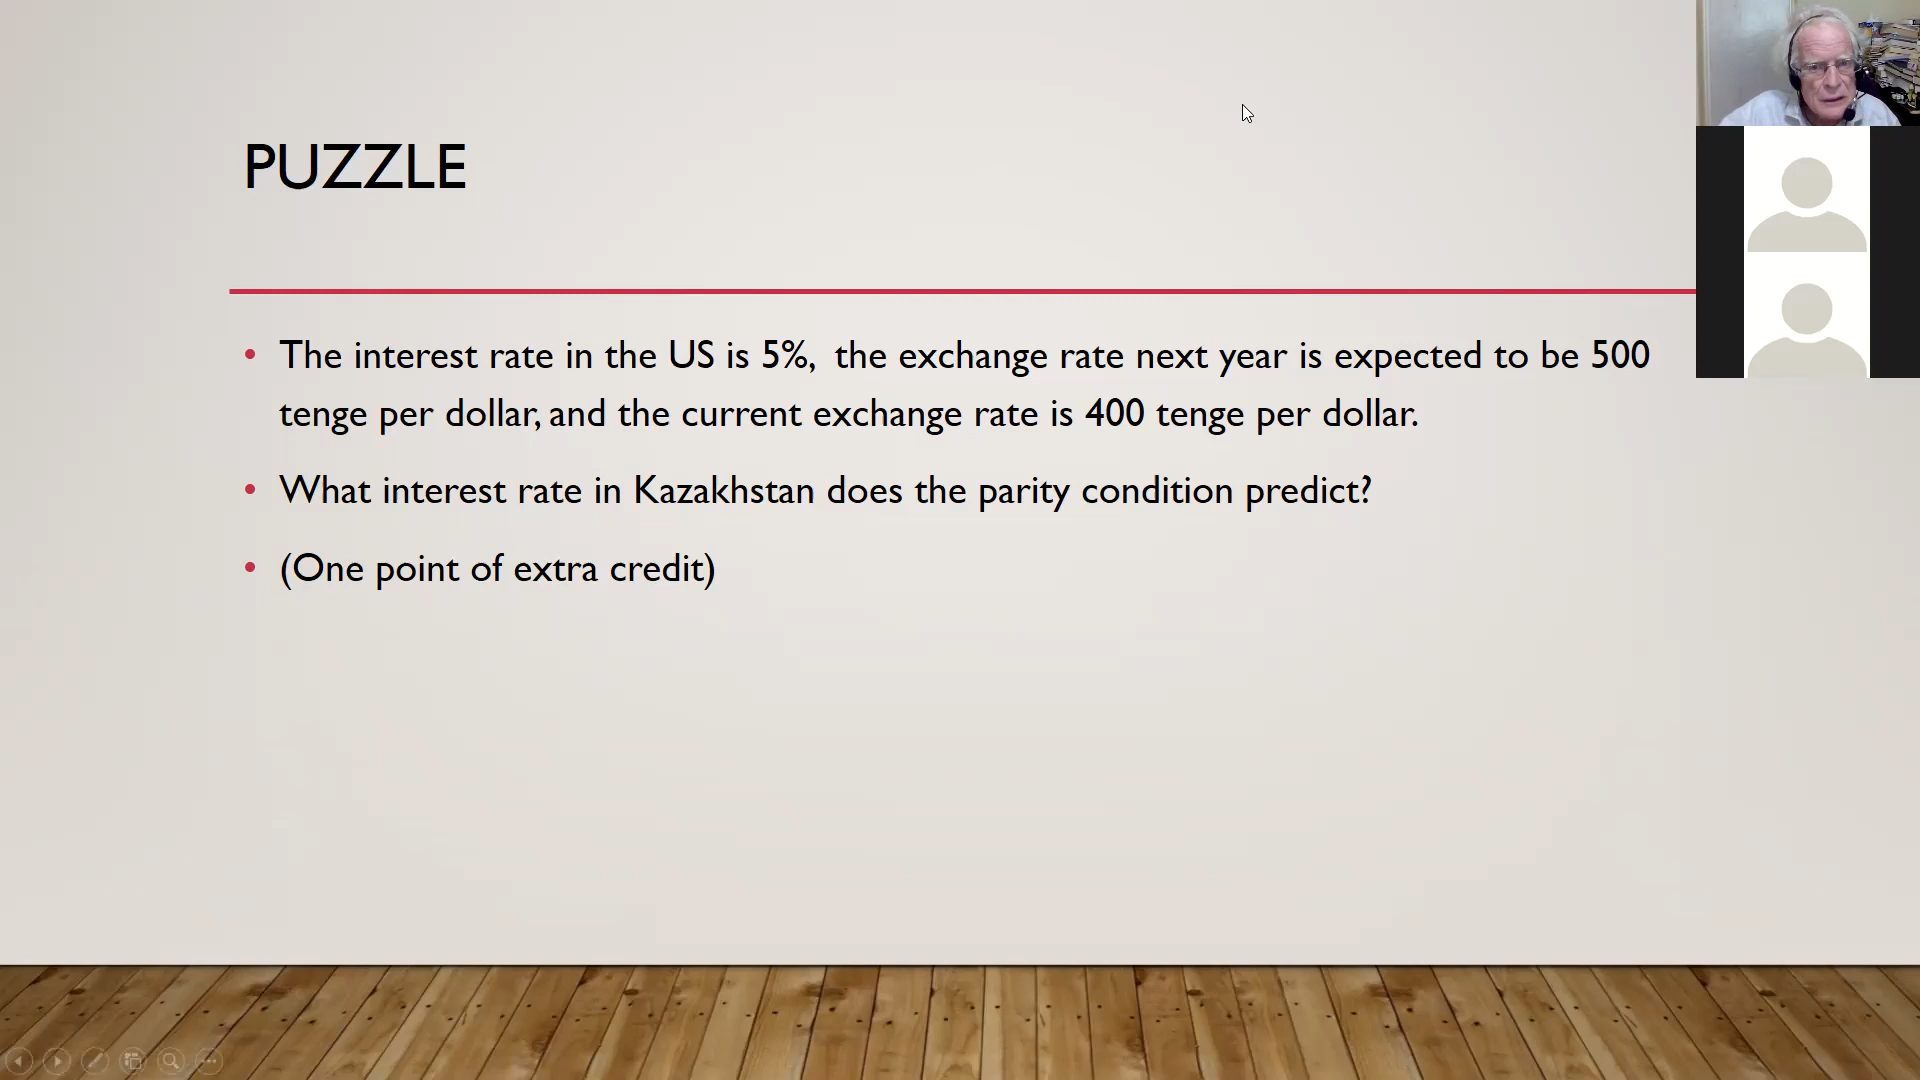 PUZZLE
• The interest rate in the US is 5%,  the exchange rate next year is expected to be 500
tenge per dollar, and the current exchange rate is 400 tenge per dollar.
• What interest rate in Kazakhstan does the parity condition predict?
• (One point of extra credit)